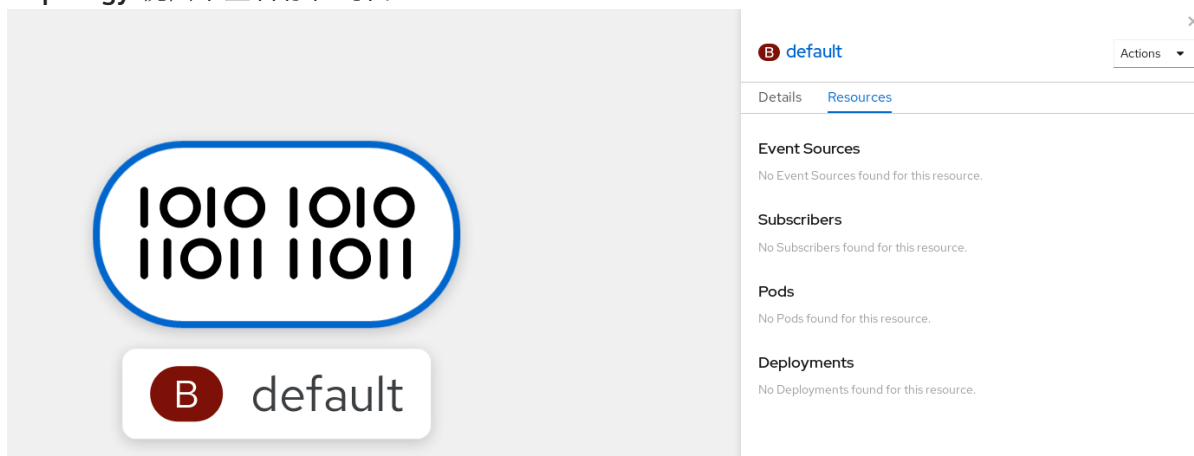 1010 1010
11011 11011
B default
B default
Actions
Details Resources
Event Sources
No Event Sources found for this resource.
Subscribers
No Subscribers found for this resource.
Pods
No Pods found for this resource.
Deployments
No Deployments found for this resource.